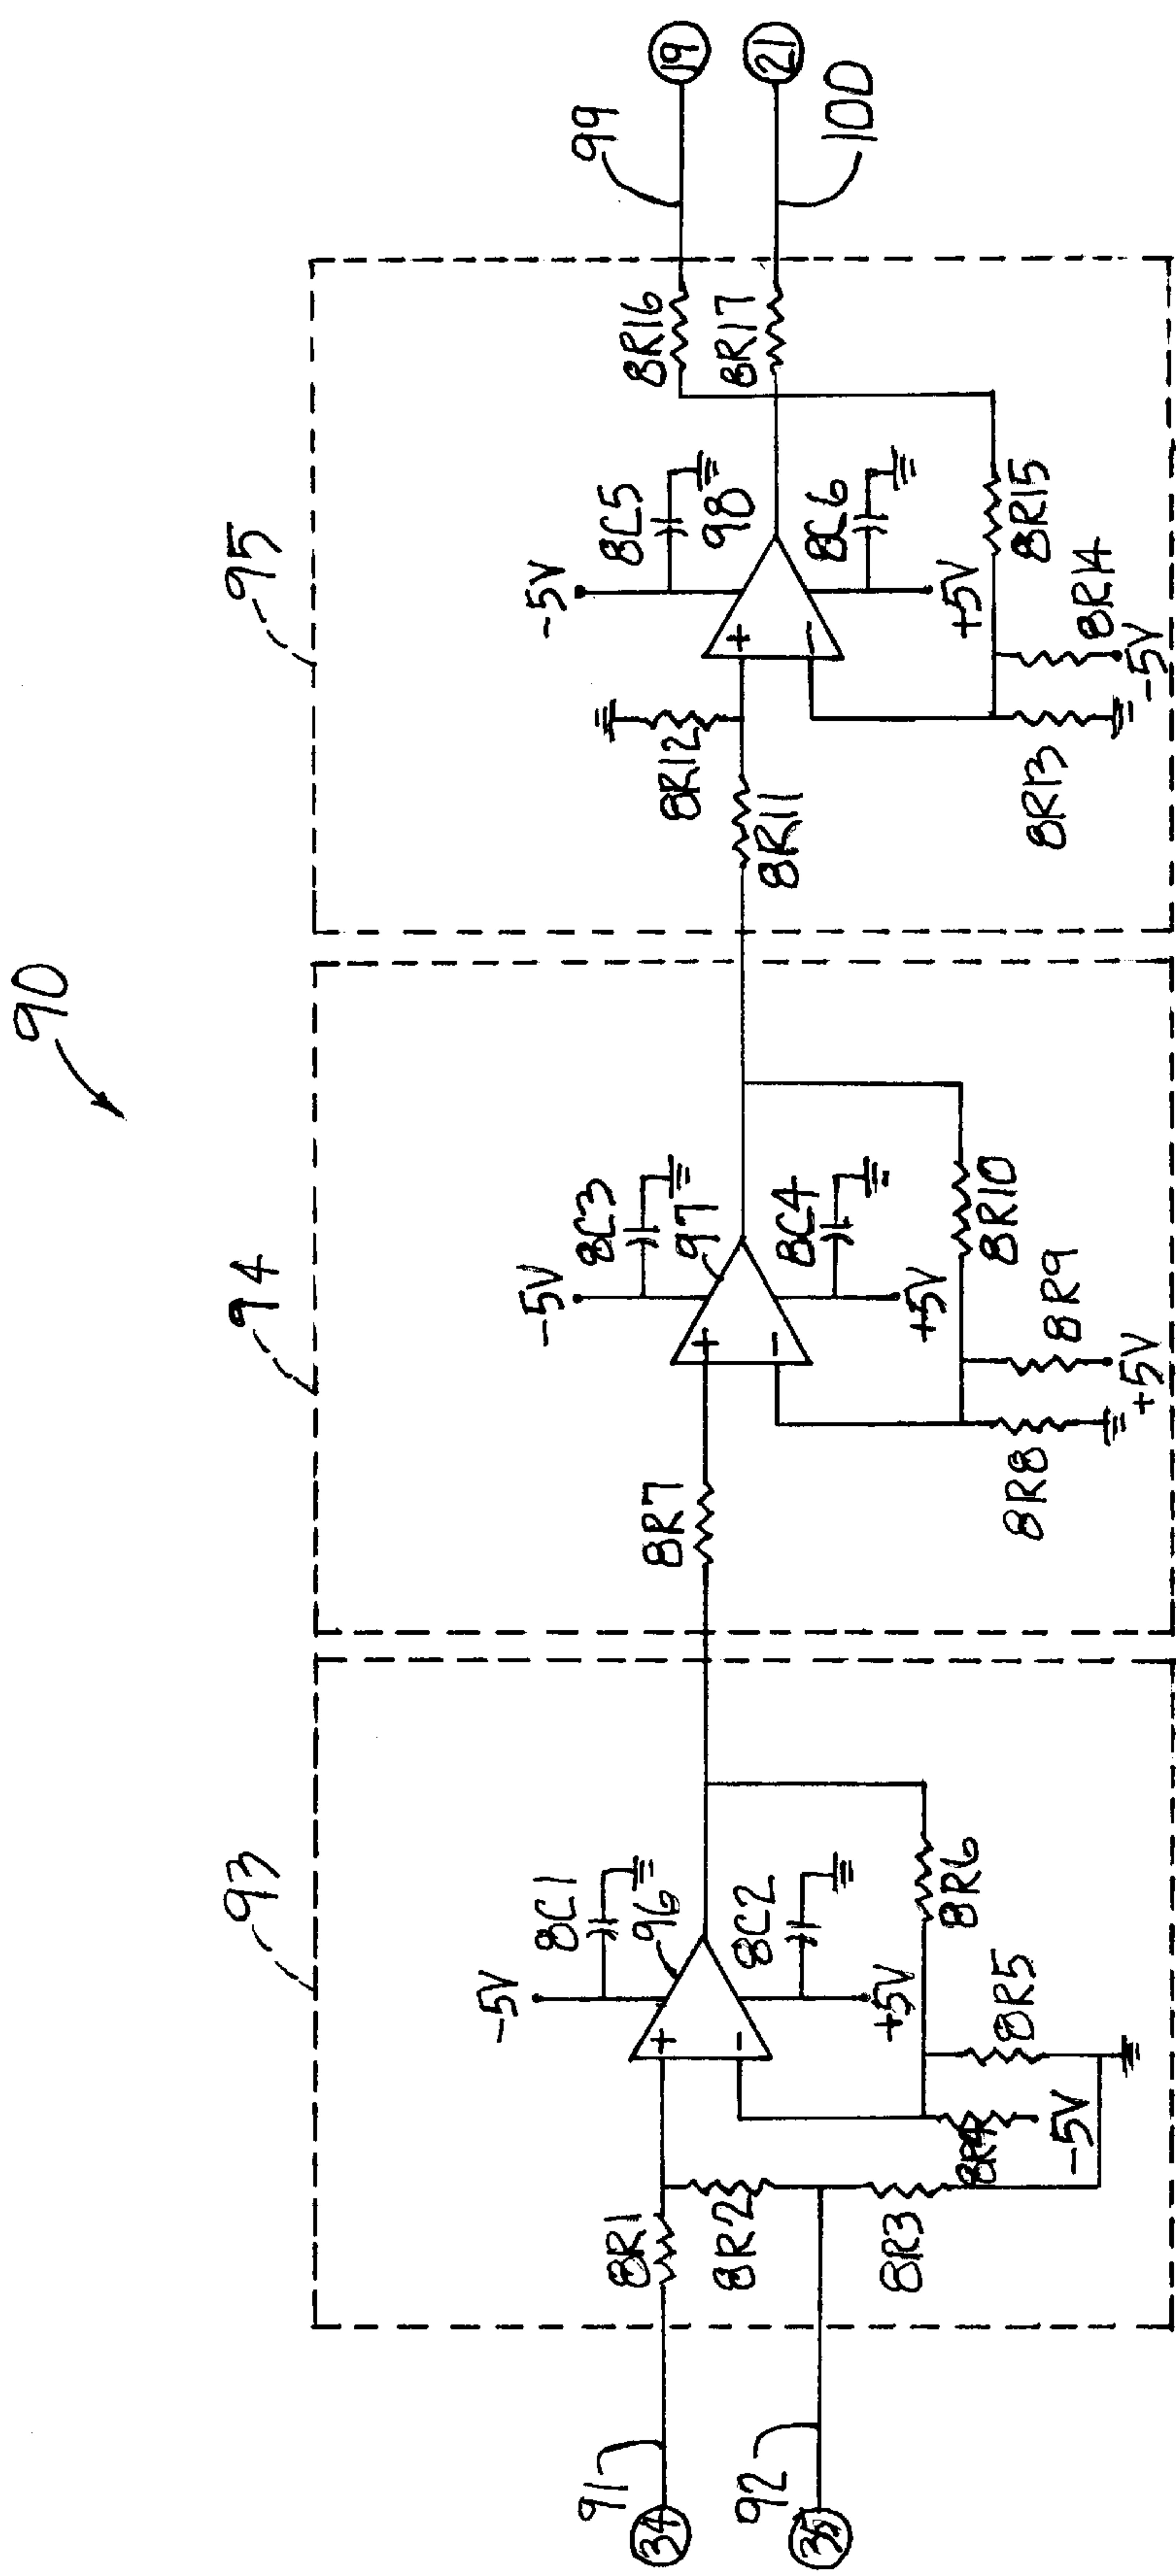 90
93
94
95
91
34
92
35
8R1
8R2
8R3
8R4
-5V
8R5
8R6
-5V
8C1
96
+
-
8C2
+5V
8R7
-5V
8C3
97
+
-
8C4
+5V
8R8
8R9
+5V
8R10
8R11
8R12
-5V
8C5
98
+
-
8C6
+5V
8R13
8R14
-5V
8R15
8R16
8R17
99
19
100
21